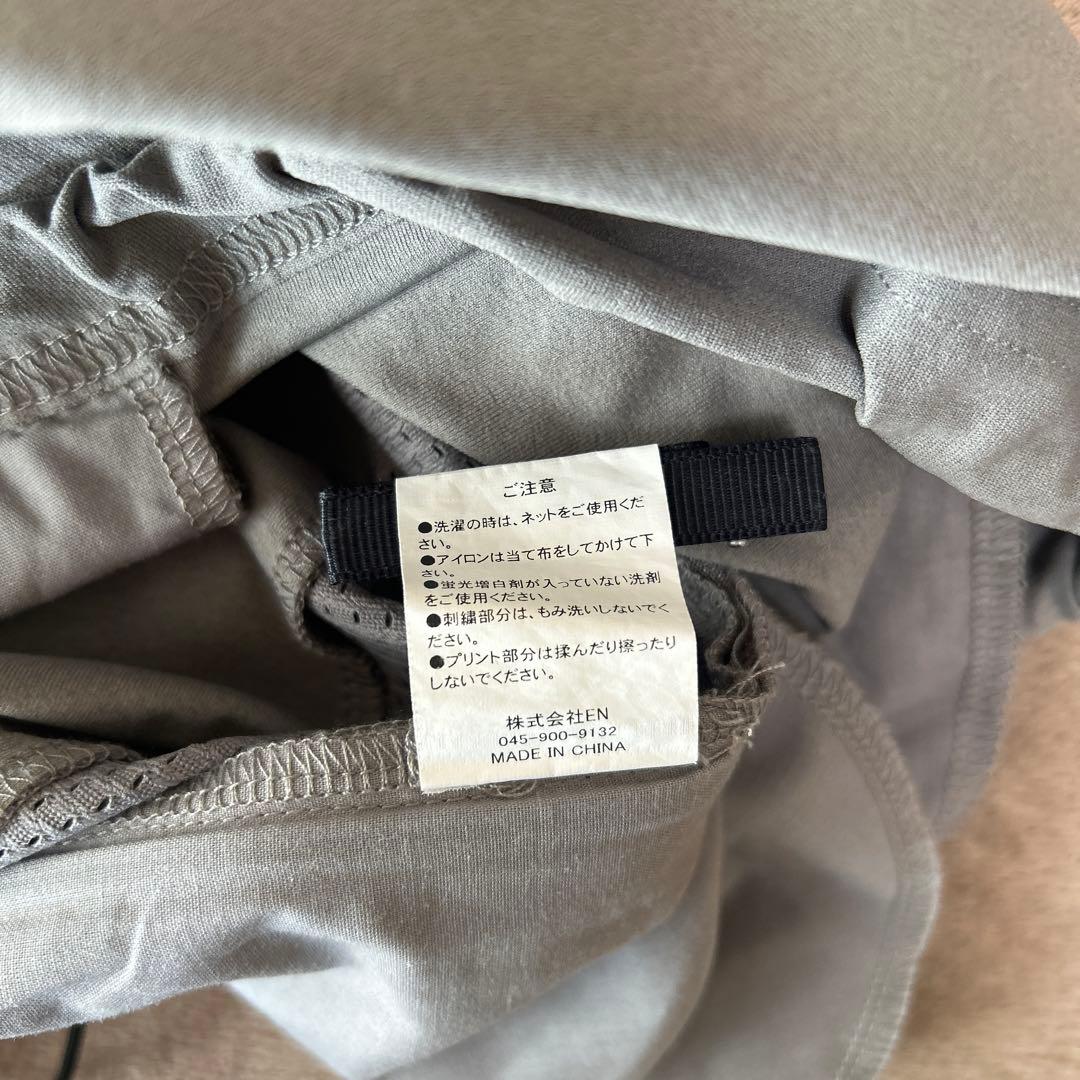 ご注意
●洗濯の時は、ネットをご使用くだ
さい。
●アイロンは当て布をしてかけて下
さい。
●蛍光増白剤が入っていない洗剤
をご使用ください。
●刺繍部分は、もみ洗いしないでく
ださい。
●プリント部分は揉んだり擦ったり
しないでください。
株式会社EN
045-900-9132
MADE IN CHINA